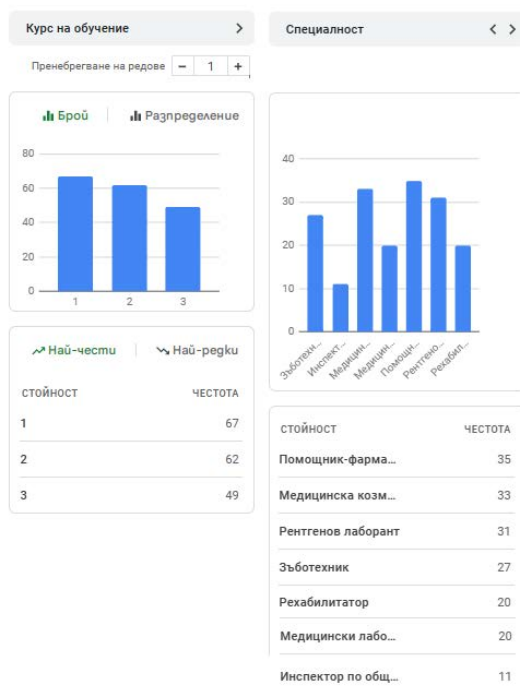 Курс на обучение
Пренебрегване на редове – 1 +
Брой Разпределение
80
60
40
20
0
1 2 3
Най-чести Най-редки
СТОЙНОСТ ЧЕСТОТА
1 67
2 62
3 49
Специалност
40
30
20
10
0
Зъботехн... Инспект... Медицин... Медицин... Помощн... Рентгено... Рехабил...
СТОЙНОСТ ЧЕСТОТА
Помощник-фарма... 35
Медицинска козм... 33
Рентгенов лаборант 31
Зъботехник 27
Рехабилитатор 20
Медицински лабо... 20
Инспектор по общ... 11